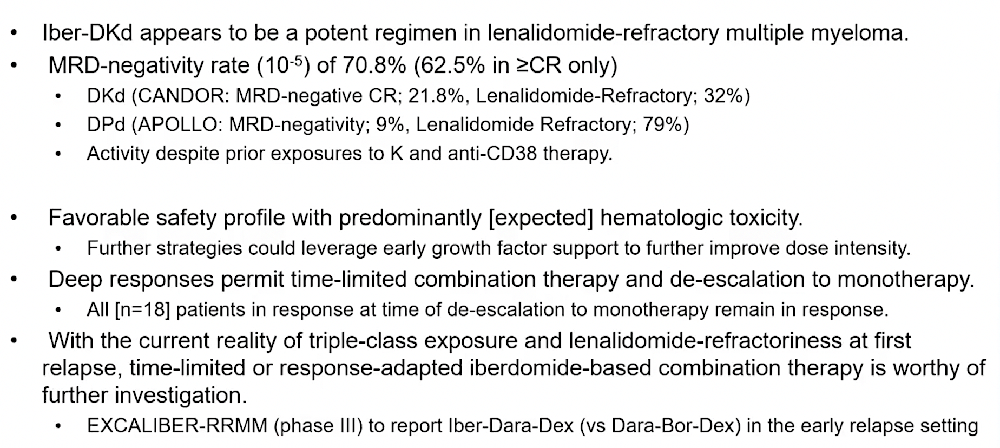 • Iber-DKd appears to be a potent regimen in lenalidomide-refractory multiple myeloma.
• MRD-negativity rate (10⁻⁵) of 70.8% (62.5% in ≥CR only)
• DKd (CANDOR: MRD-negative CR; 21.8%, Lenalidomide-Refractory; 32%)
• DPd (APOLLO: MRD-negativity; 9%, Lenalidomide Refractory; 79%)
• Activity despite prior exposures to K and anti-CD38 therapy.
• Favorable safety profile with predominantly [expected] hematologic toxicity.
• Further strategies could leverage early growth factor support to further improve dose intensity.
• Deep responses permit time-limited combination therapy and de-escalation to monotherapy.
• All [n=18] patients in response at time of de-escalation to monotherapy remain in response.
• With the current reality of triple-class exposure and lenalidomide-refractoriness at first
relapse, time-limited or response-adapted iberdomide-based combination therapy is worthy of
further investigation.
• EXCALIBER-RRMM (phase III) to report Iber-Dara-Dex (vs Dara-Bor-Dex) in the early relapse setting